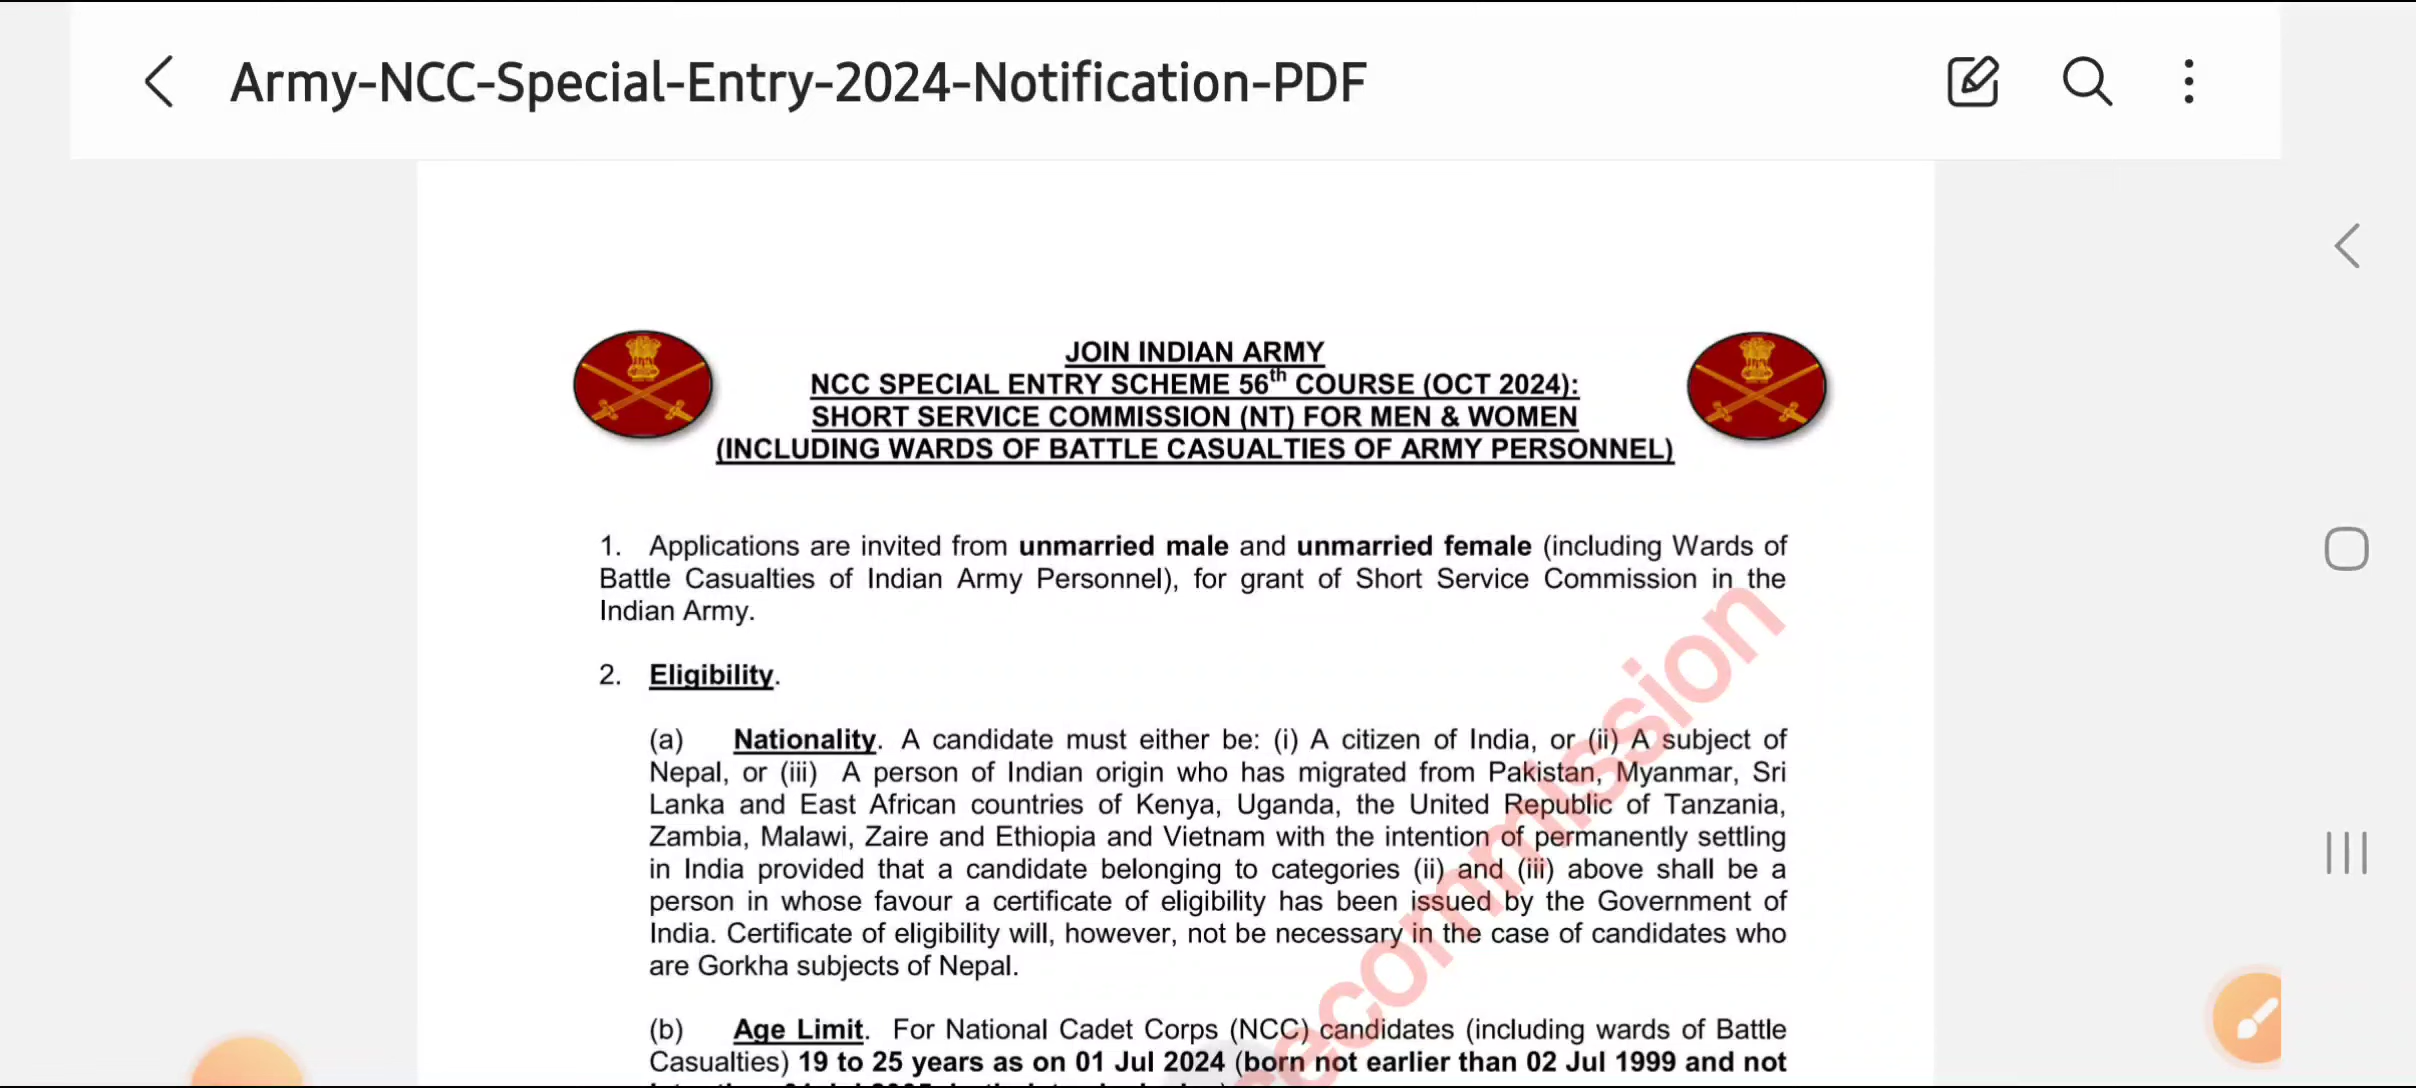 Army-NCC-Special-Entry-2024-Notification-PDF
JOIN INDIAN ARMY
NCC SPECIAL ENTRY SCHEME 56th COURSE (OCT 2024):
SHORT SERVICE COMMISSION (NT) FOR MEN & WOMEN
(INCLUDING WARDS OF BATTLE CASUALTIES OF ARMY PERSONNEL)
1. Applications are invited from unmarried male and unmarried female (including Wards of
Battle Casualties of Indian Army Personnel), for grant of Short Service Commission in the
Indian Army.
2. Eligibility.
(a) Nationality. A candidate must either be: (i) A citizen of India, or (ii) A subject of
Nepal, or (iii) A person of Indian origin who has migrated from Pakistan, Myanmar, Sri
Lanka and East African countries of Kenya, Uganda, the United Republic of Tanzania,
Zambia, Malawi, Zaire and Ethiopia and Vietnam with the intention of permanently settling
in India provided that a candidate belonging to categories (ii) and (iii) above shall be a
person in whose favour a certificate of eligibility has been issued by the Government of
India. Certificate of eligibility will, however, not be necessary in the case of candidates who
are Gorkha subjects of Nepal.
(b) Age Limit. For National Cadet Corps (NCC) candidates (including wards of Battle
Casualties) 19 to 25 years as on 01 Jul 2024 (born not earlier than 02 Jul 1999 and not
ecommission